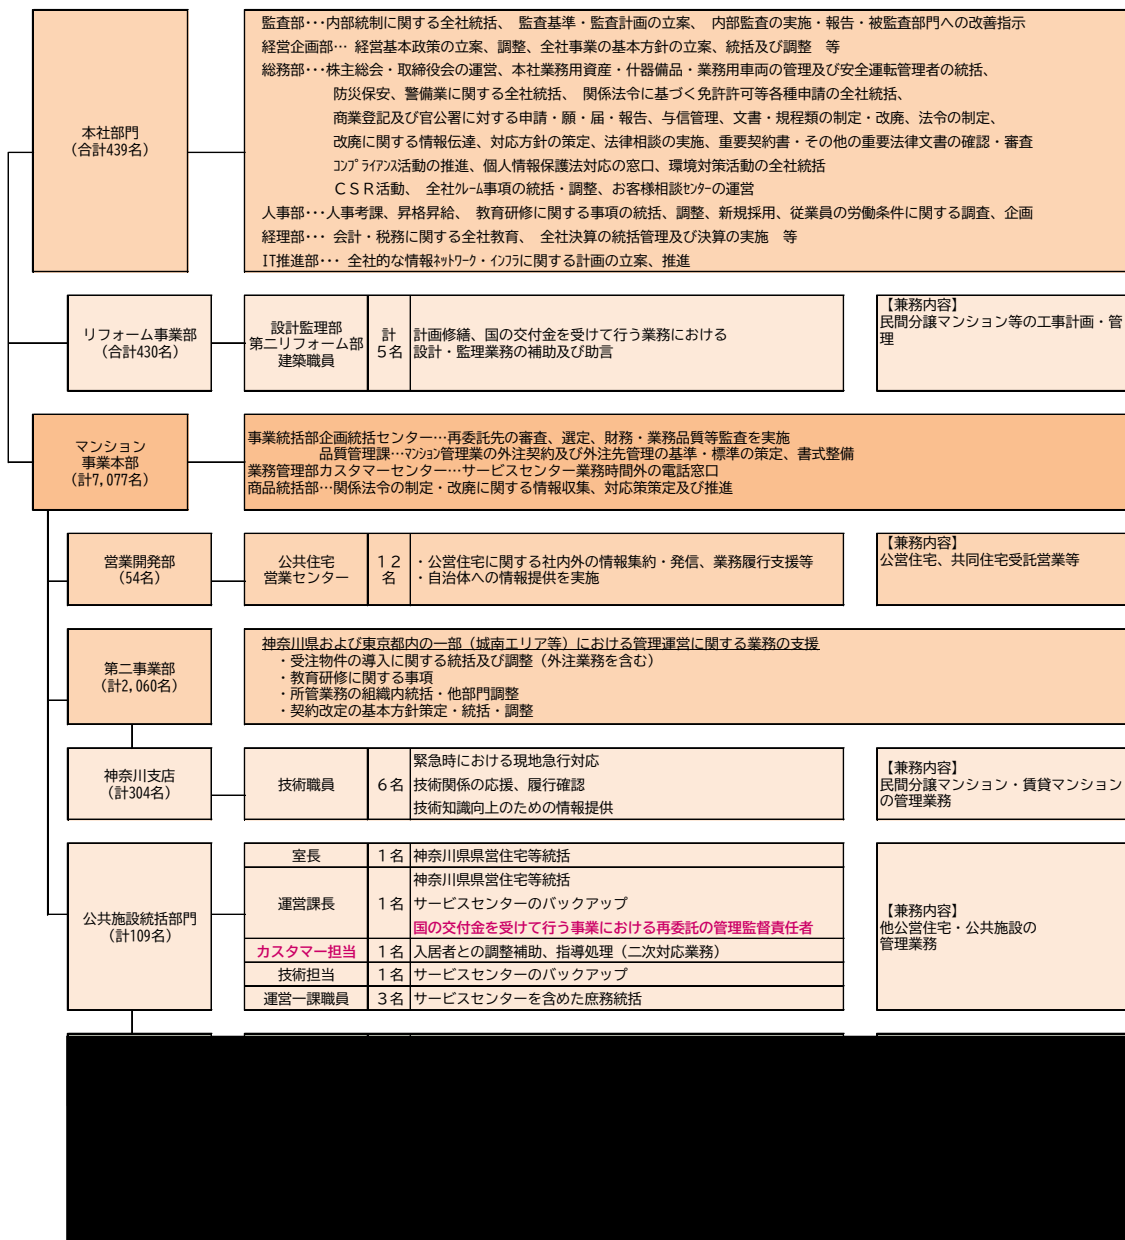 本社部門
(合計439名)
監査部･･･内部統制に関する全社統括、 監査基準・監査計画の立案、 内部監査の実施・報告・被監査部門への改善指示
経営企画部… 経営基本政策の立案、調整、全社事業の基本方針の立案、統括及び調整 等
総務部･･･株主総会・取締役会の運営、本社業務用資産・什器備品・業務用車両の管理及び安全運転管理者の統括、
防災保安、警備業に関する全社統括、 関係法令に基づく免許許可等各種申請の全社統括、
商業登記及び官公署に対する申請・願・届・報告、与信管理、文書・規程類の制定・改廃、法令の制定、
改廃に関する情報伝達、対応方針の策定、法律相談の実施、重要契約書・その他の重要法律文書の確認・審査
ｺﾝﾌﾟﾗｲｱﾝｽ活動の推進、個人情報保護法対応の窓口、環境対策活動の全社統括
ＣＳＲ活動、 全社ｸﾚｰﾑ事項の統括・調整、お客様相談ｾﾝﾀｰの運営
人事部･･･人事考課、昇格昇給、 教育研修に関する事項の統括、調整、新規採用、従業員の労働条件に関する調査、企画
経理部･･･ 会計・税務に関する全社教育、 全社決算の統括管理及び決算の実施 等
IT推進部･･･ 全社的な情報ﾈｯﾄﾜｰｸ・ｲﾝﾌﾗに関する計画の立案、推進
リフォーム事業部
(合計430名)
設計監理部
第二リフォーム部
建築職員
計
５名
計画修繕、国の交付金を受けて行う業務における
設計・監理業務の補助及び助言
【兼務内容】
民間分譲マンション等の工事計画・管
理
マンション
事業本部
(計7,077名)
事業統括部企画統括センター…再委託先の審査、選定、財務・業務品質等監査を実施
品質管理課…ﾏﾝｼｮﾝ管理業の外注契約及び外注先管理の基準・標準の策定、書式整備
業務管理部カスタマーセンター…サービスセンター業務時間外の電話窓口
商品統括部…関係法令の制定・改廃に関する情報収集、対応策策定及び推進
営業開発部
(54名)
公共住宅
営業センター
１２
名
・公営住宅に関する社内外の情報集約・発信、業務履行支援等
・自治体への情報提供を実施
【兼務内容】
公営住宅、共同住宅受託営業等
第二事業部
(計2,060名)
神奈川県および東京都内の一部（城南エリア等）における管理運営に関する業務の支援
・受注物件の導入に関する統括及び調整（外注業務を含む）
・教育研修に関する事項
・所管業務の組織内統括・他部門調整
・契約改定の基本方針策定・統括・調整
神奈川支店
(計304名)
技術職員
６名
緊急時における現地急行対応
技術関係の応援、履行確認
技術知識向上のための情報提供
【兼務内容】
民間分譲マンション・賃貸マンション
の管理業務
公共施設統括部門
(計109名)
室長
１名
神奈川県県営住宅等統括
運営課長
１名
神奈川県県営住宅等統括
サービスセンターのバックアップ
国の交付金を受けて行う事業における再委託の管理監督責任者
カスタマー担当
１名
入居者との調整補助、指導処理（二次対応業務）
技術担当
１名
サービスセンターのバックアップ
運営一課職員
３名
サービスセンターを含めた庶務統括
【兼務内容】
他公営住宅・公共施設の
管理業務